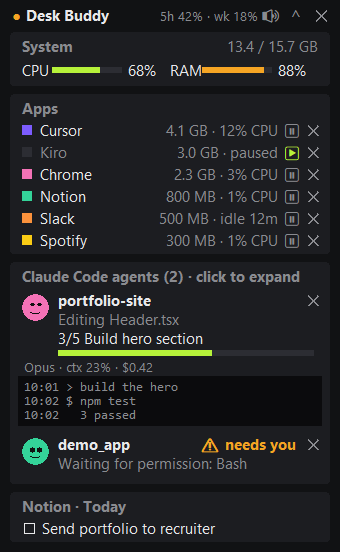 Desk Buddy 5h 42% · wk 18%
System 13.4 / 15.7 GB
CPU 68% RAM 88%
Apps
Cursor 4.1 GB · 12% CPU
Kiro 3.0 GB · paused
Chrome 2.3 GB · 3% CPU
Notion 800 MB · 1% CPU
Slack 500 MB · idle 12m
Spotify 300 MB · 1% CPU
Claude Code agents (2) · click to expand
portfolio-site
Editing Header.tsx
3/5 Build hero section
Opus · ctx 23% · $0.42
10:01 > build the hero
10:02 $ npm test
10:02 3 passed
demo_app needs you
Waiting for permission: Bash
Notion · Today
Send portfolio to recruiter